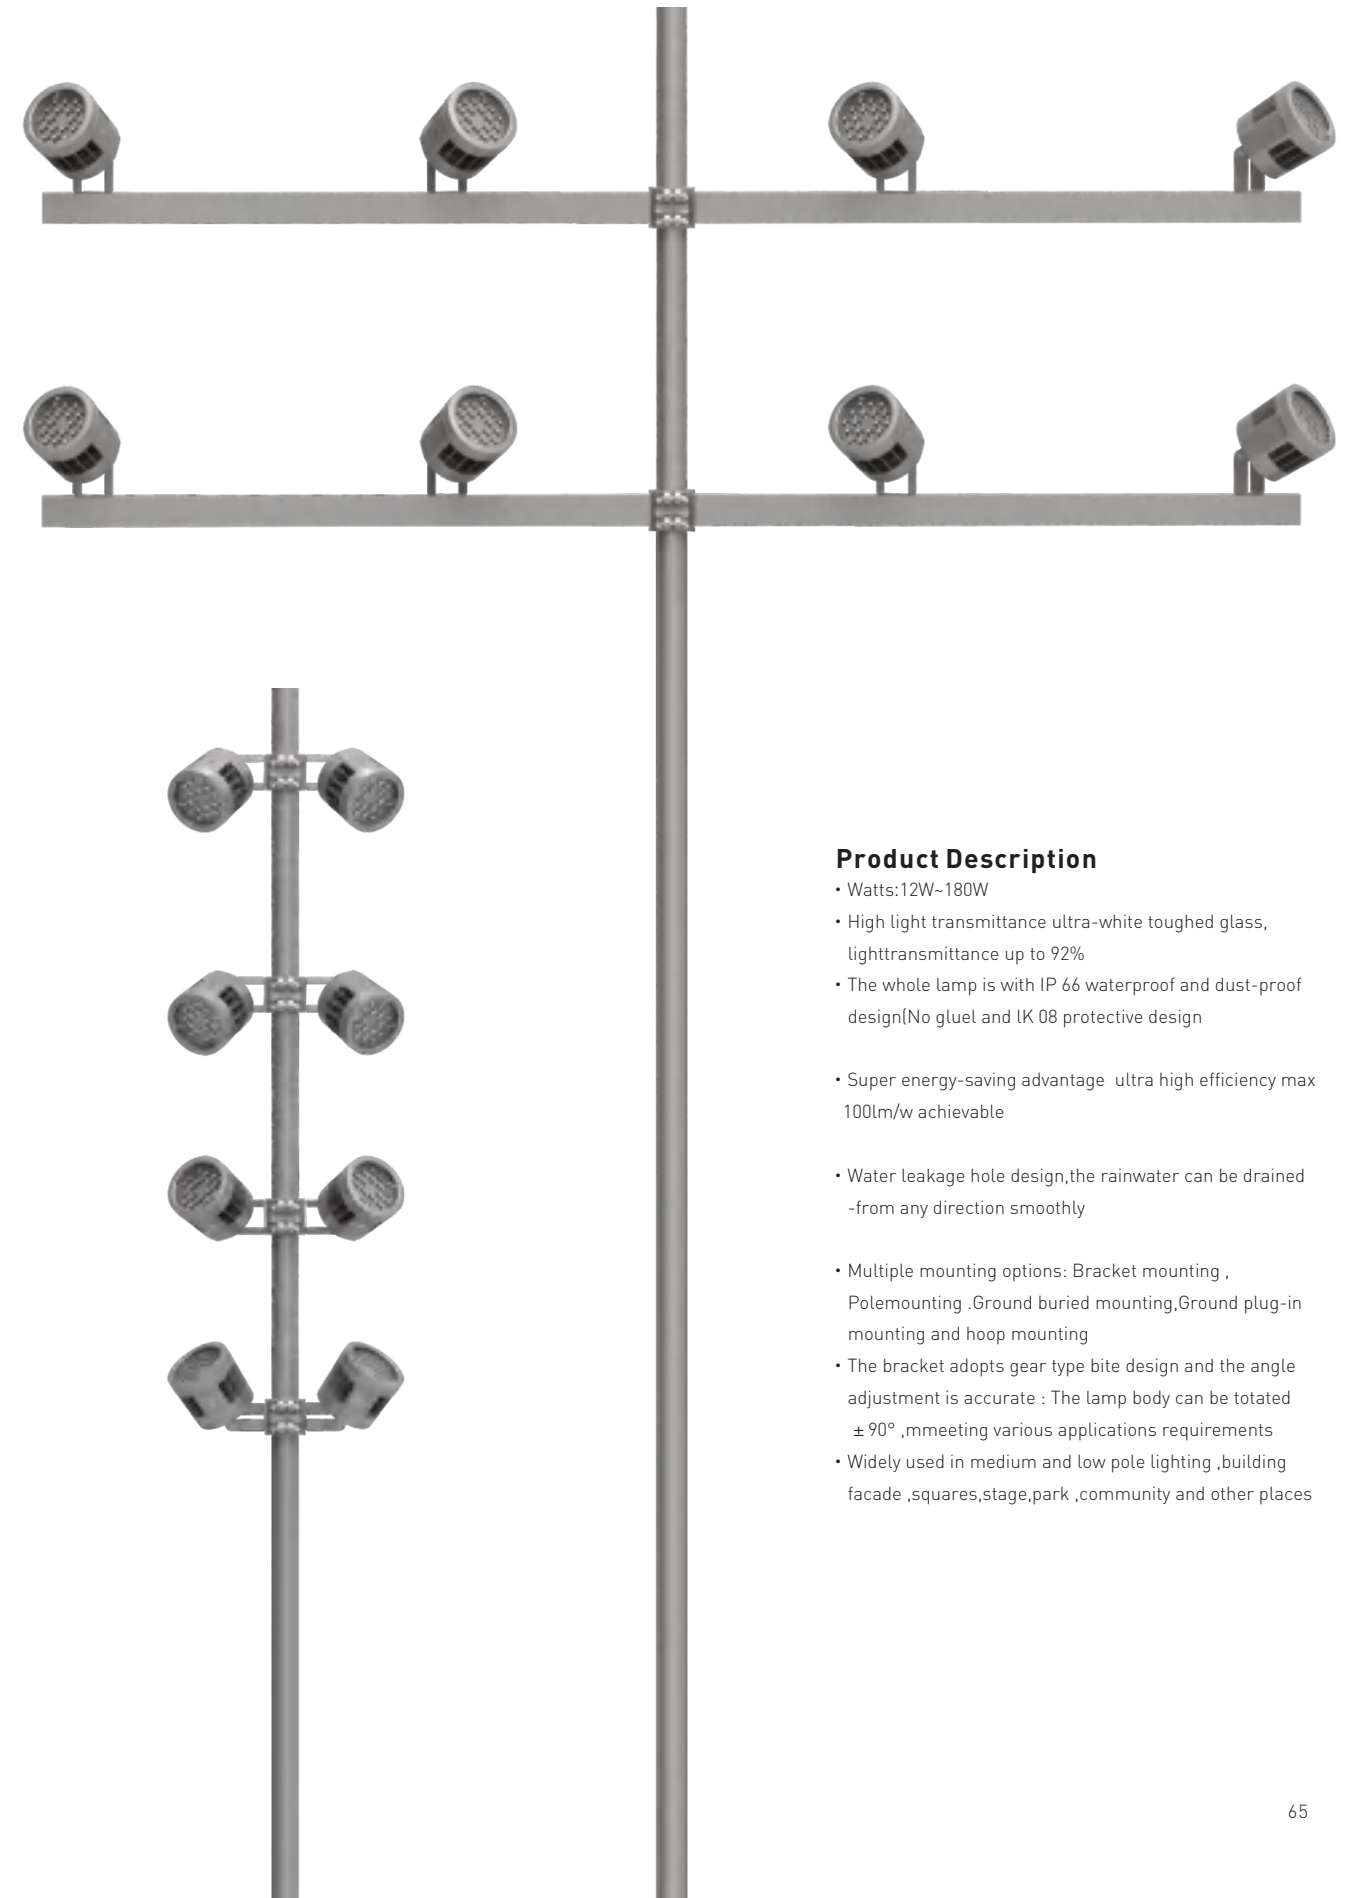 Product Description
• Watts:12W~180W
• High light transmittance ultra-white toughed glass,
lighttransmittance up to 92%
• The whole lamp is with IP 66 waterproof and dust-proof
design(No gluel and lK 08 protective design
• Super energy-saving advantage ultra high efficiency max
100lm/w achievable
• Water leakage hole design,the rainwater can be drained
-from any direction smoothly
• Multiple mounting options: Bracket mounting ,
Polemounting .Ground buried mounting,Ground plug-in
mounting and hoop mounting
• The bracket adopts gear type bite design and the angle
adjustment is accurate : The lamp body can be totated
± 90° ,mmeeting various applications requirements
• Widely used in medium and low pole lighting ,building
facade ,squares,stage,park ,community and other places
65